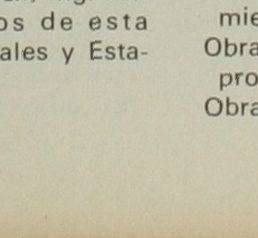 os de esta
ales y Esta-
mie
Obra
pro
Obra